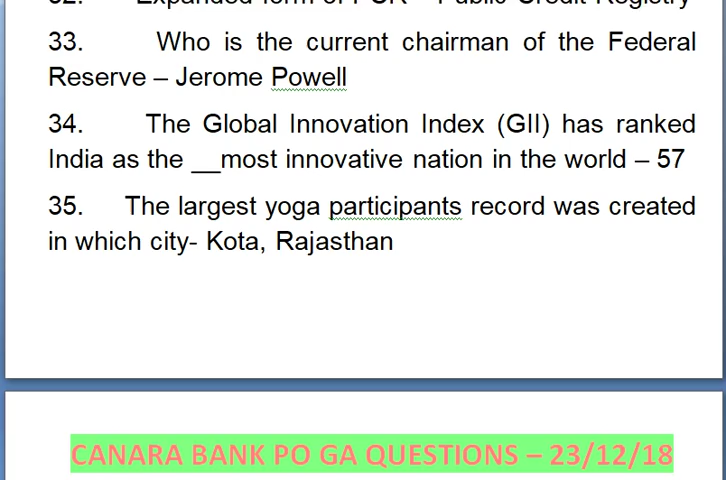 33. Who is the current chairman of the Federal
Reserve – Jerome Powell
34. The Global Innovation Index (GII) has ranked
India as the __most innovative nation in the world – 57
35. The largest yoga participants record was created
in which city- Kota, Rajasthan
CANARA BANK PO GA QUESTIONS – 23/12/18